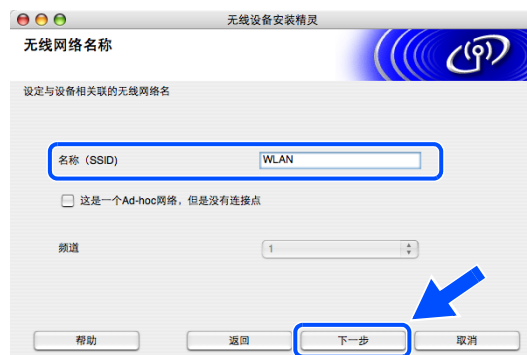 无线设备安装精灵
无线网络名称
设定与设备相关联的无线网络名
名称（SSID） WLAN
这是一个Ad-hoc网络，但是没有连接点
频道 1
帮助 返回 下一步 取消